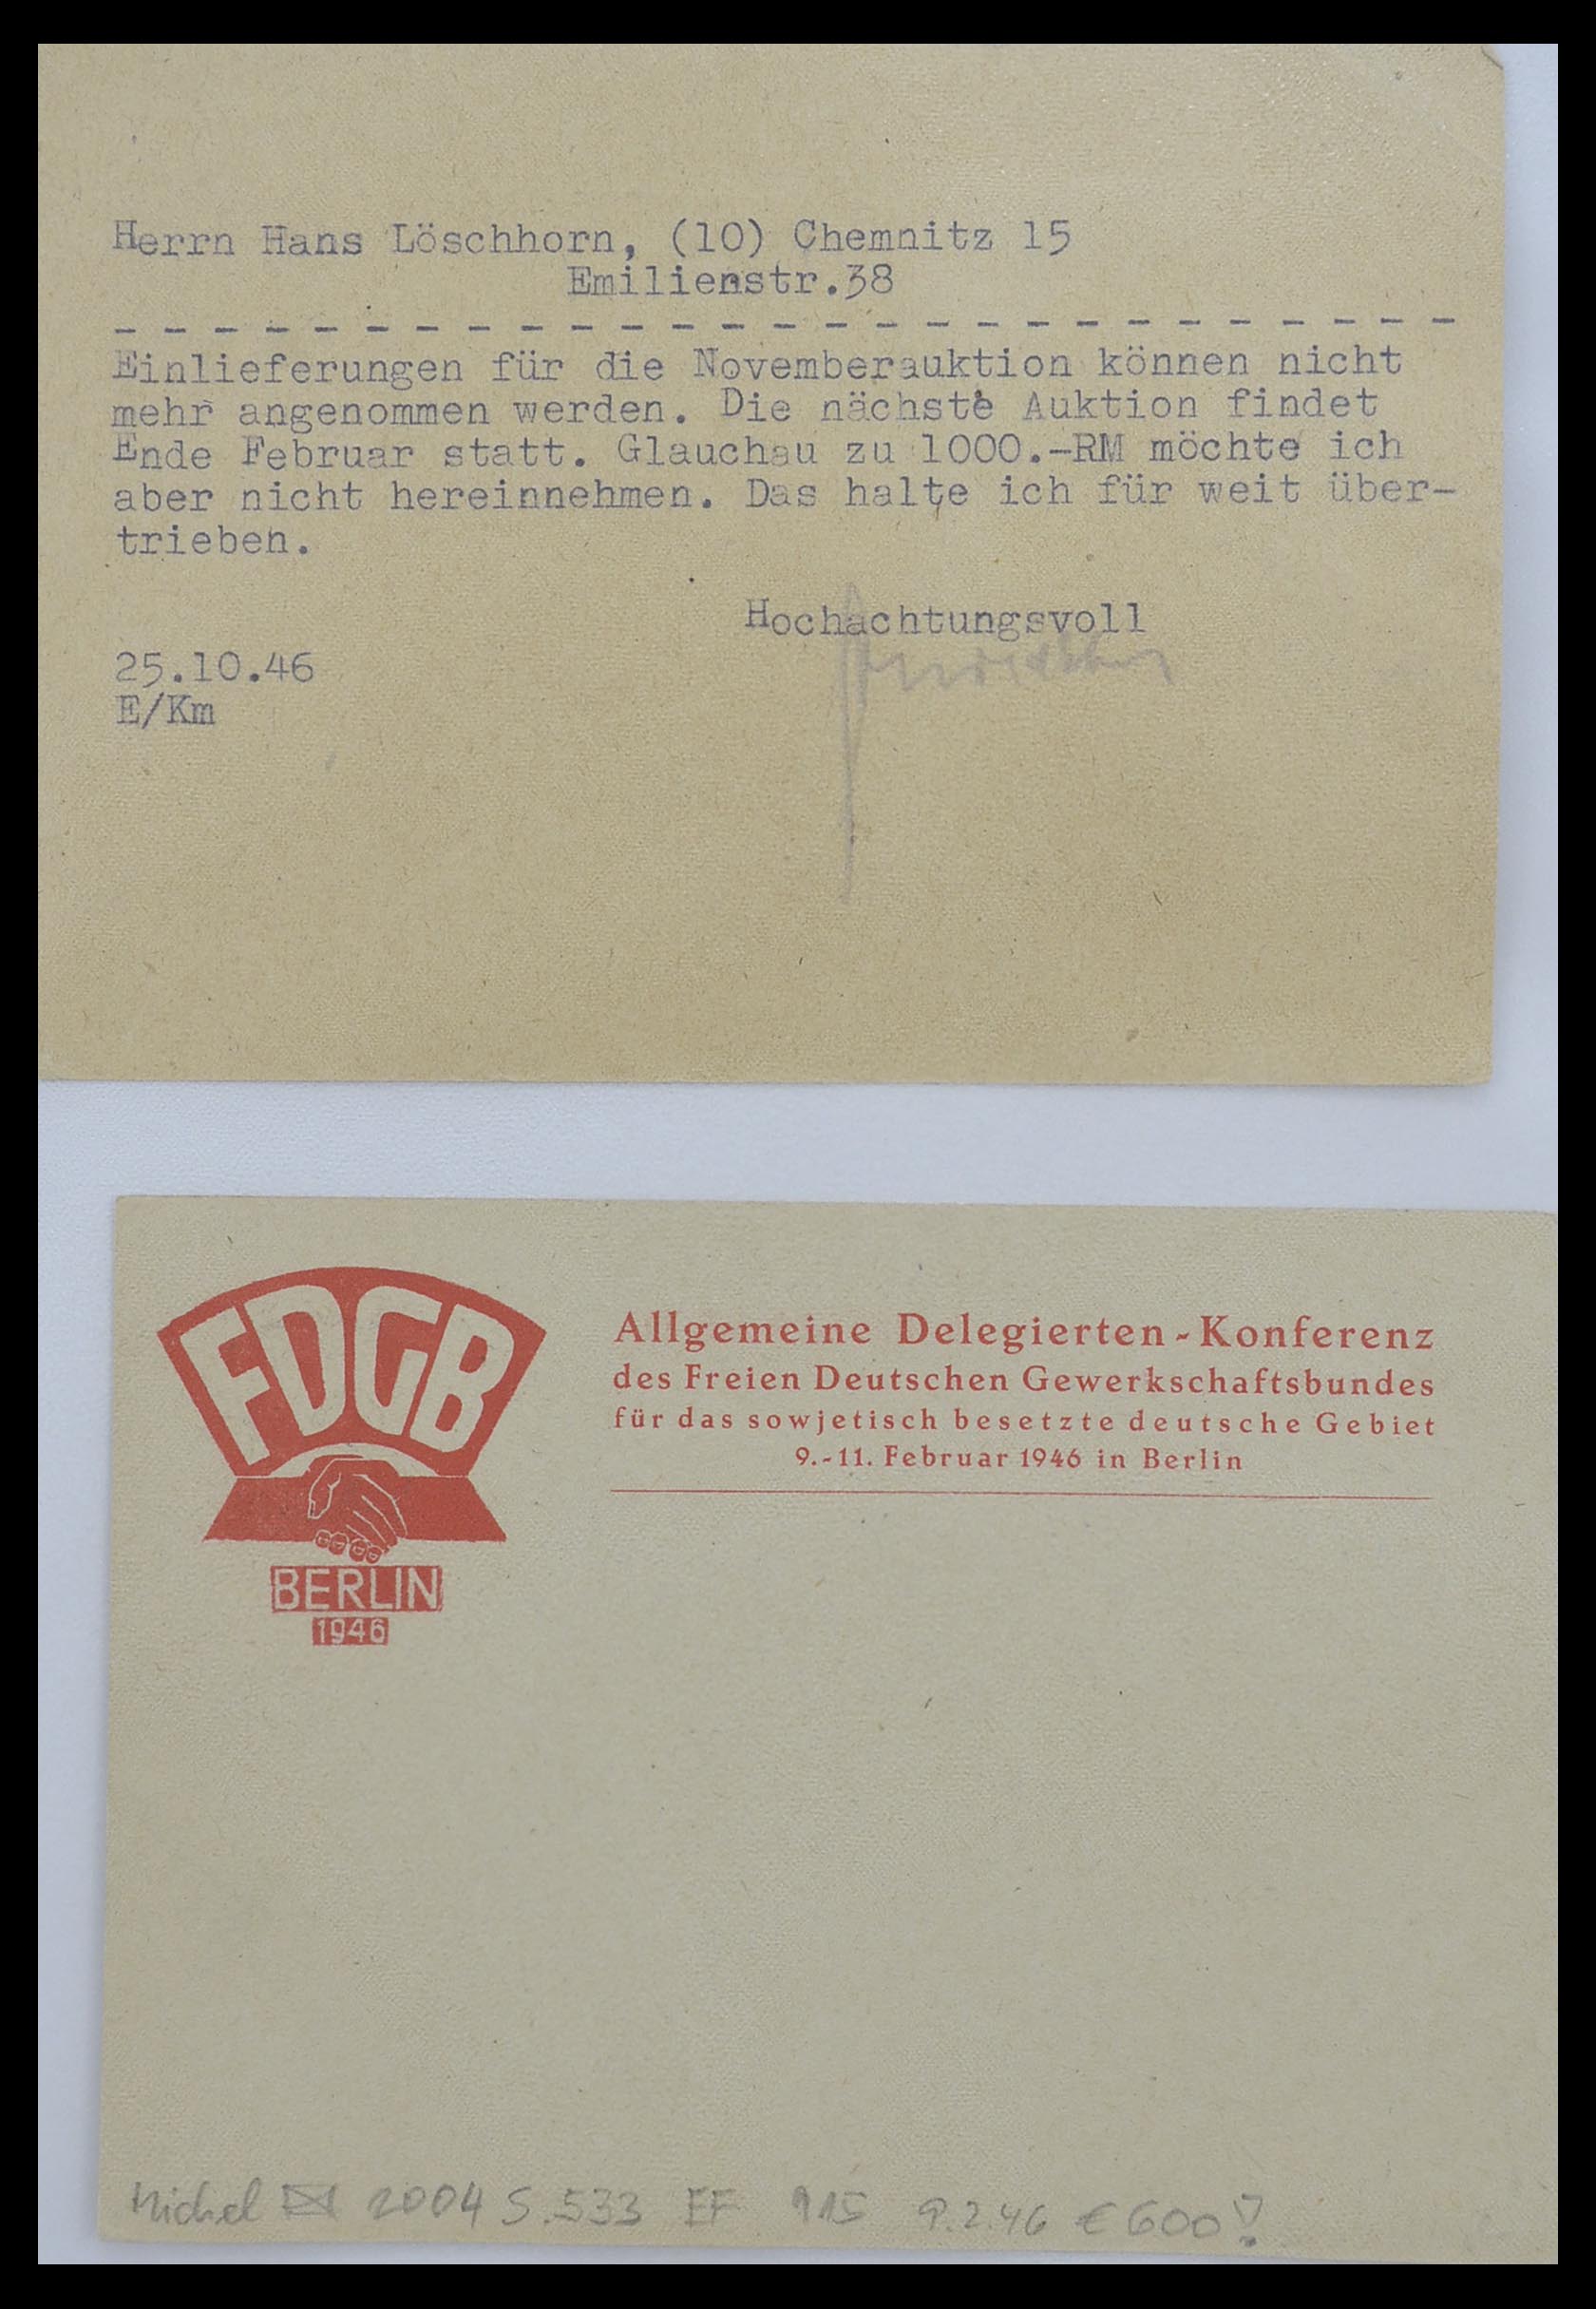 Herrn Hans Löschhorn, (10) Chemnitz 15
Emilienstr.38
Einlieferungen für die Novemberauktion können nicht
mehr angenommen werden. Die nächste Auktion findet
Ende Februar statt. Glauchau zu 1000.-RM möchte ich
aber nicht hereinnehmen. Das halte ich für weit über-
trieben.
Hochachtungsvoll
25.10.46
E/Km
FDGB
BERLIN
1946
Allgemeine Delegierten-Konferenz
des Freien Deutschen Gewerkschaftsbundes
für das sowjetisch besetzte deutsche Gebiet
9.-11. Februar 1946 in Berlin
Michel 2004 S.533 EF 915 9.2.46 € 600!